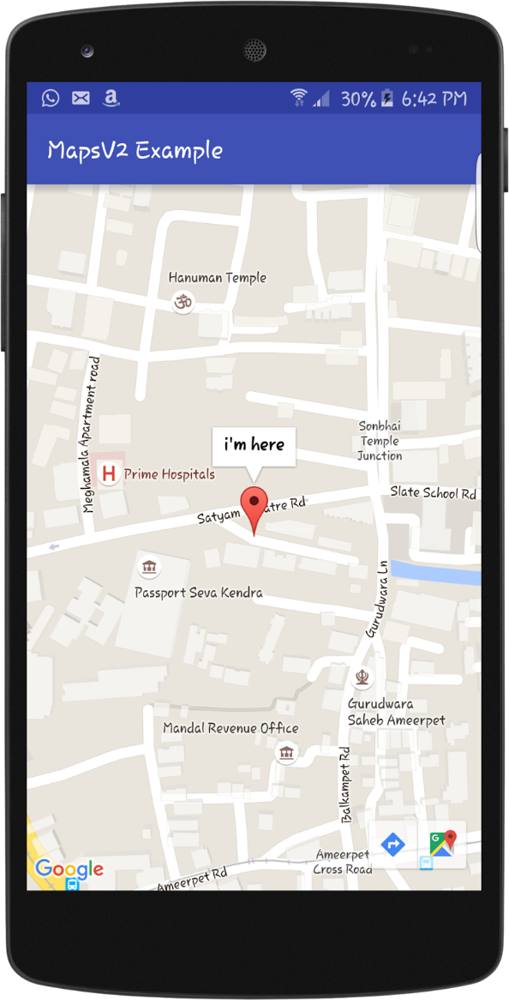 30% 6:42 PM
MapsV2 Example
Hanuman Temple
Meghamala Apartment road
Sonbhai
Temple
Junction
i'm here
H Prime Hospitals
Slate School Rd
Satyam atre Rd
Passport Seva Kendra
Gurudwara Ln
Gurudwara
Saheb Ameerpet
Mandal Revenue Office
Balkampet Rd
Ameerpet
Cross Road
Google
Ameerpet Rd